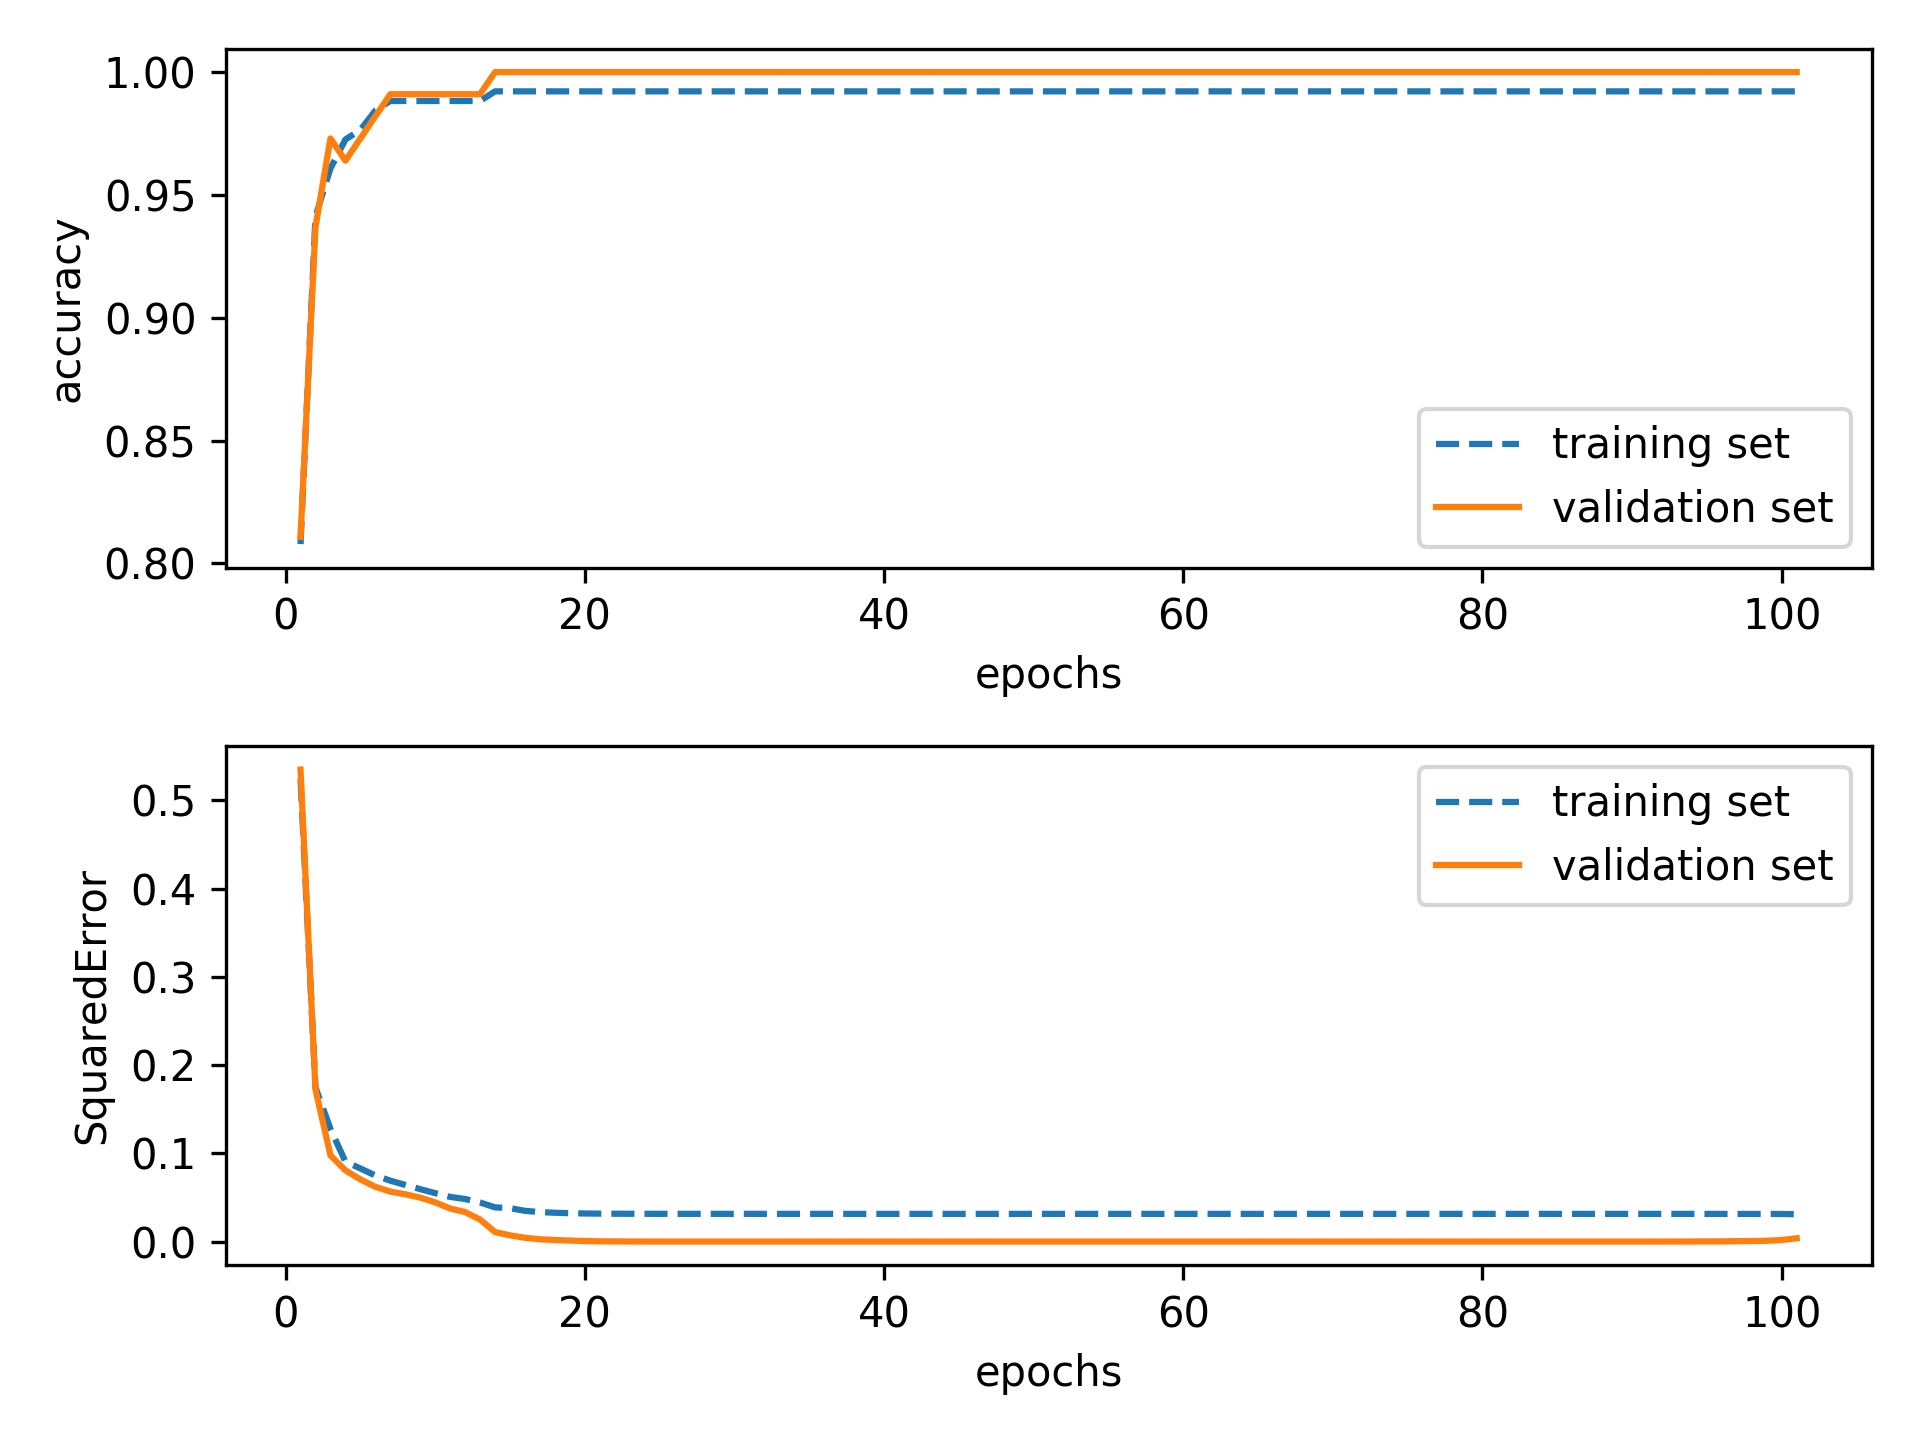 1.00
0.95
0.90
0.85
0.80
accuracy
training set
validation set
0 20 40 60 80 100
epochs
0.5
0.4
0.3
0.2
0.1
0.0
SquaredError
training set
validation set
0 20 40 60 80 100
epochs